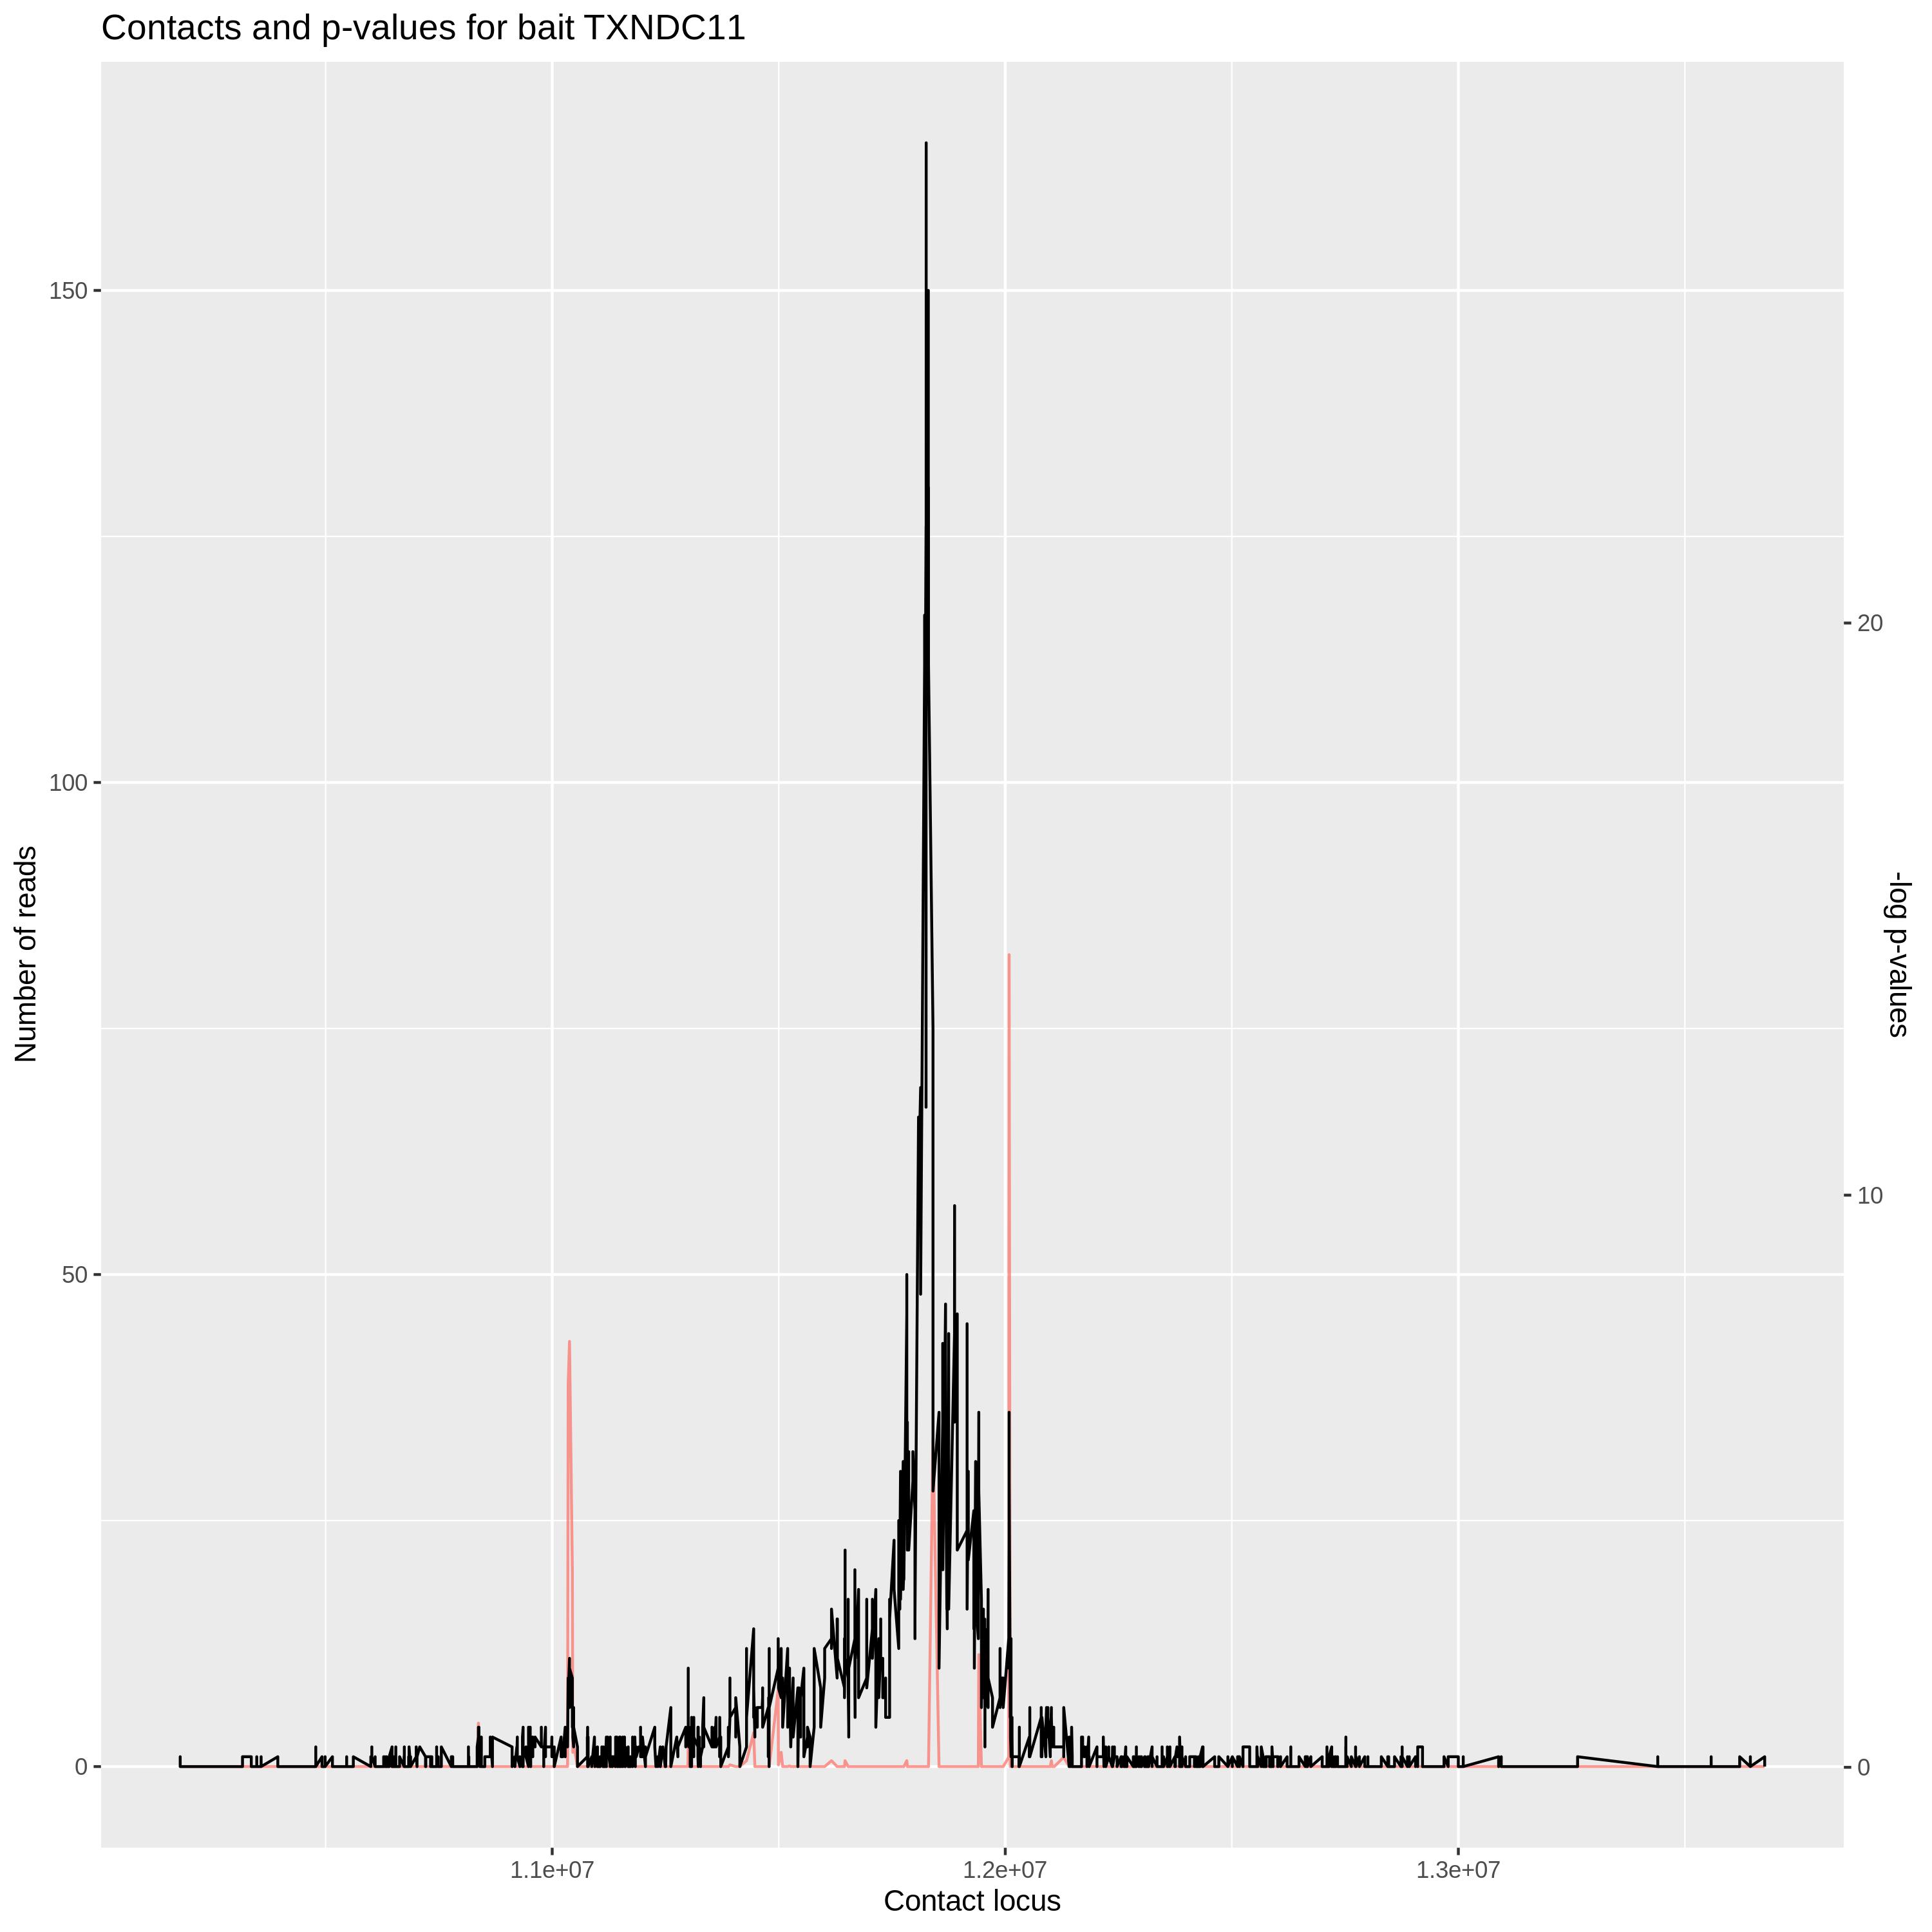 Contacts and p-values for bait TXNDC11
150
100
50
0
Number of reads
20
10
0
-log p-values
1.1e+07
1.2e+07
1.3e+07
Contact locus